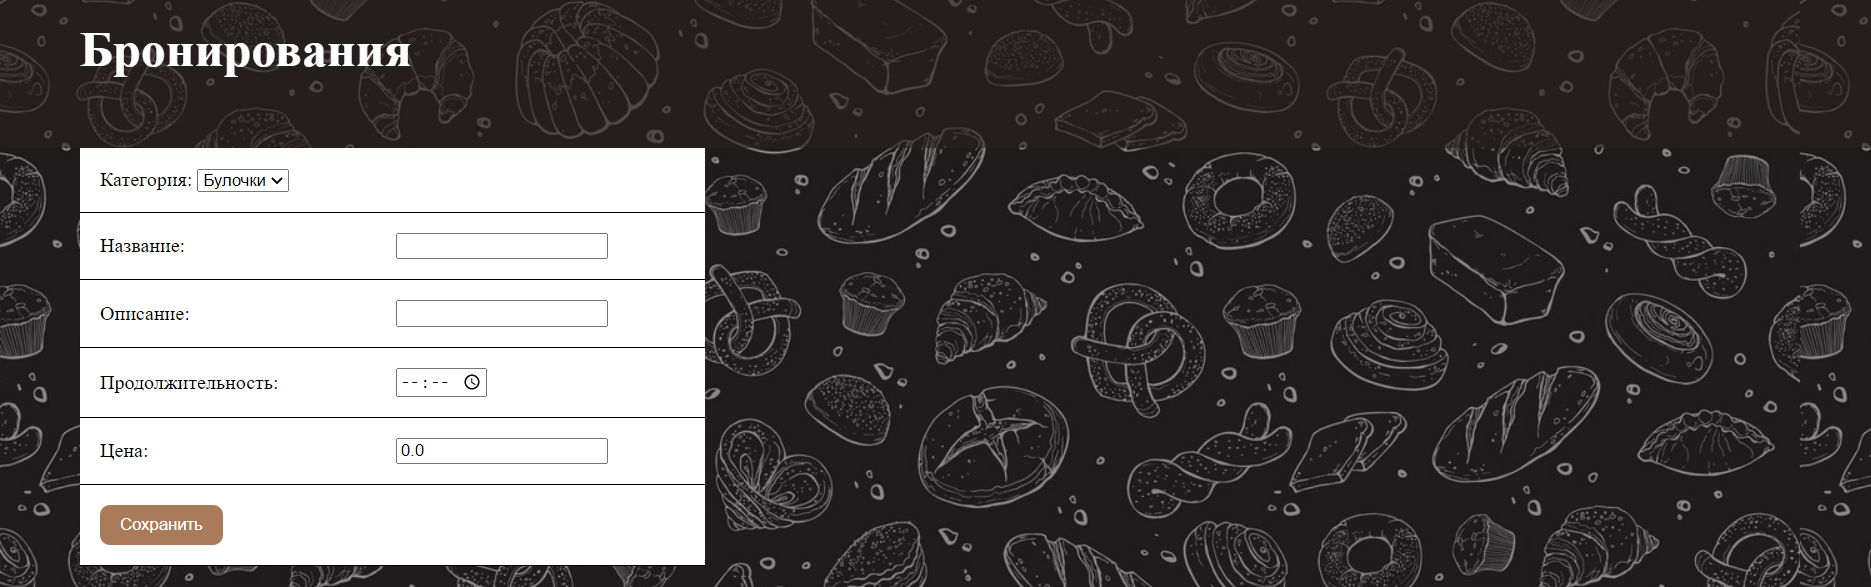 Бронирования
Категория: Булочки
Название:
Описание:
Продолжительность: --:--
Цена: 0.0
Сохранить